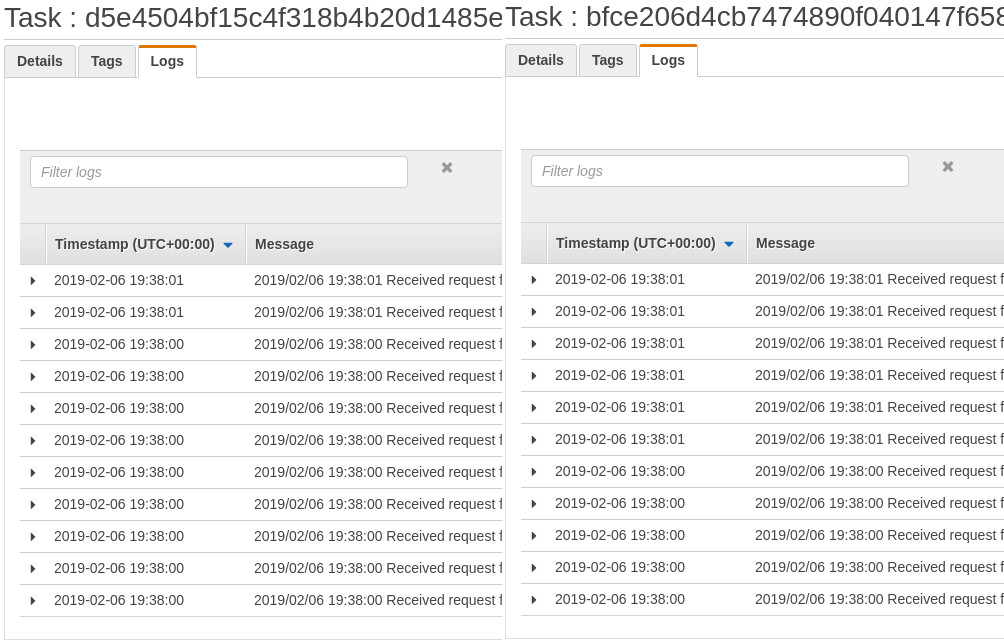 Task : d5e4504bf15c4f318b4b20d1485e
Details Tags Logs
Filter logs
Timestamp (UTC+00:00) Message
2019-02-06 19:38:01 2019/02/06 19:38:01 Received request f
2019-02-06 19:38:01 2019/02/06 19:38:01 Received request f
2019-02-06 19:38:00 2019/02/06 19:38:00 Received request f
2019-02-06 19:38:00 2019/02/06 19:38:00 Received request f
2019-02-06 19:38:00 2019/02/06 19:38:00 Received request f
2019-02-06 19:38:00 2019/02/06 19:38:00 Received request f
2019-02-06 19:38:00 2019/02/06 19:38:00 Received request f
2019-02-06 19:38:00 2019/02/06 19:38:00 Received request f
2019-02-06 19:38:00 2019/02/06 19:38:00 Received request f
2019-02-06 19:38:00 2019/02/06 19:38:00 Received request f
2019-02-06 19:38:00 2019/02/06 19:38:00 Received request f
Task : bfce206d4cb7474890f040147f658
Details Tags Logs
Filter logs
Timestamp (UTC+00:00) Message
2019-02-06 19:38:01 2019/02/06 19:38:01 Received request f
2019-02-06 19:38:01 2019/02/06 19:38:01 Received request f
2019-02-06 19:38:01 2019/02/06 19:38:01 Received request f
2019-02-06 19:38:01 2019/02/06 19:38:01 Received request f
2019-02-06 19:38:01 2019/02/06 19:38:01 Received request f
2019-02-06 19:38:01 2019/02/06 19:38:01 Received request f
2019-02-06 19:38:00 2019/02/06 19:38:00 Received request f
2019-02-06 19:38:00 2019/02/06 19:38:00 Received request f
2019-02-06 19:38:00 2019/02/06 19:38:00 Received request f
2019-02-06 19:38:00 2019/02/06 19:38:00 Received request f
2019-02-06 19:38:00 2019/02/06 19:38:00 Received request f